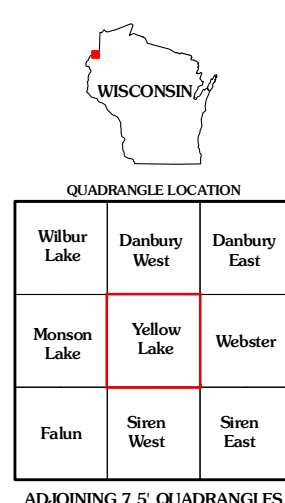 WISCONSIN
QUADRANGLE LOCATION
Wilbur Lake
Danbury West
Danbury East
Monson Lake
Yellow Lake
Webster
Falun
Siren West
Siren East
ADJOINING 7.5' QUADRANGLES